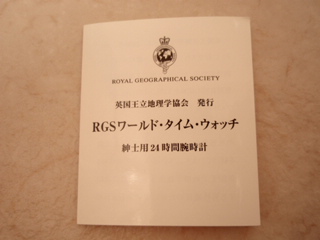 ROYAL GEOGRAPHICAL SOCIETY
英国王立地理学協会 発行
RGSワールド・タイム・ウォッチ
紳士用24時間腕時計